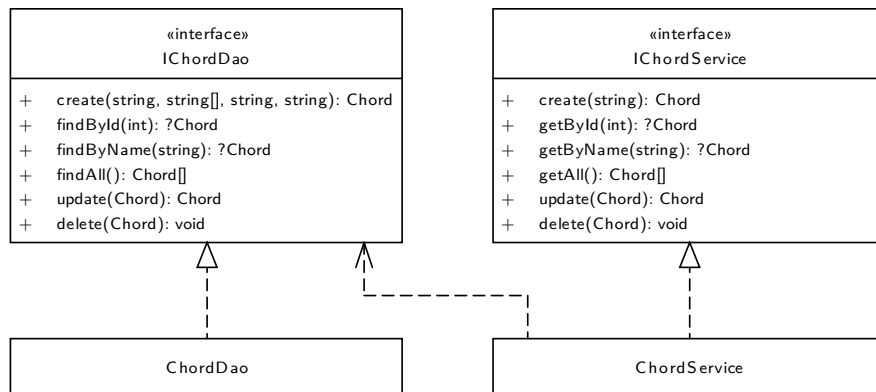 «interface»
IChordDao
+ create(string, string[], string, string): Chord
+ findById(int): ?Chord
+ findByName(string): ?Chord
+ findAll(): Chord[]
+ update(Chord): Chord
+ delete(Chord): void
«interface»
IChordService
+ create(string): Chord
+ getById(int): ?Chord
+ getByName(string): ?Chord
+ getAll(): Chord[]
+ update(Chord): Chord
+ delete(Chord): void
ChordDao
ChordService